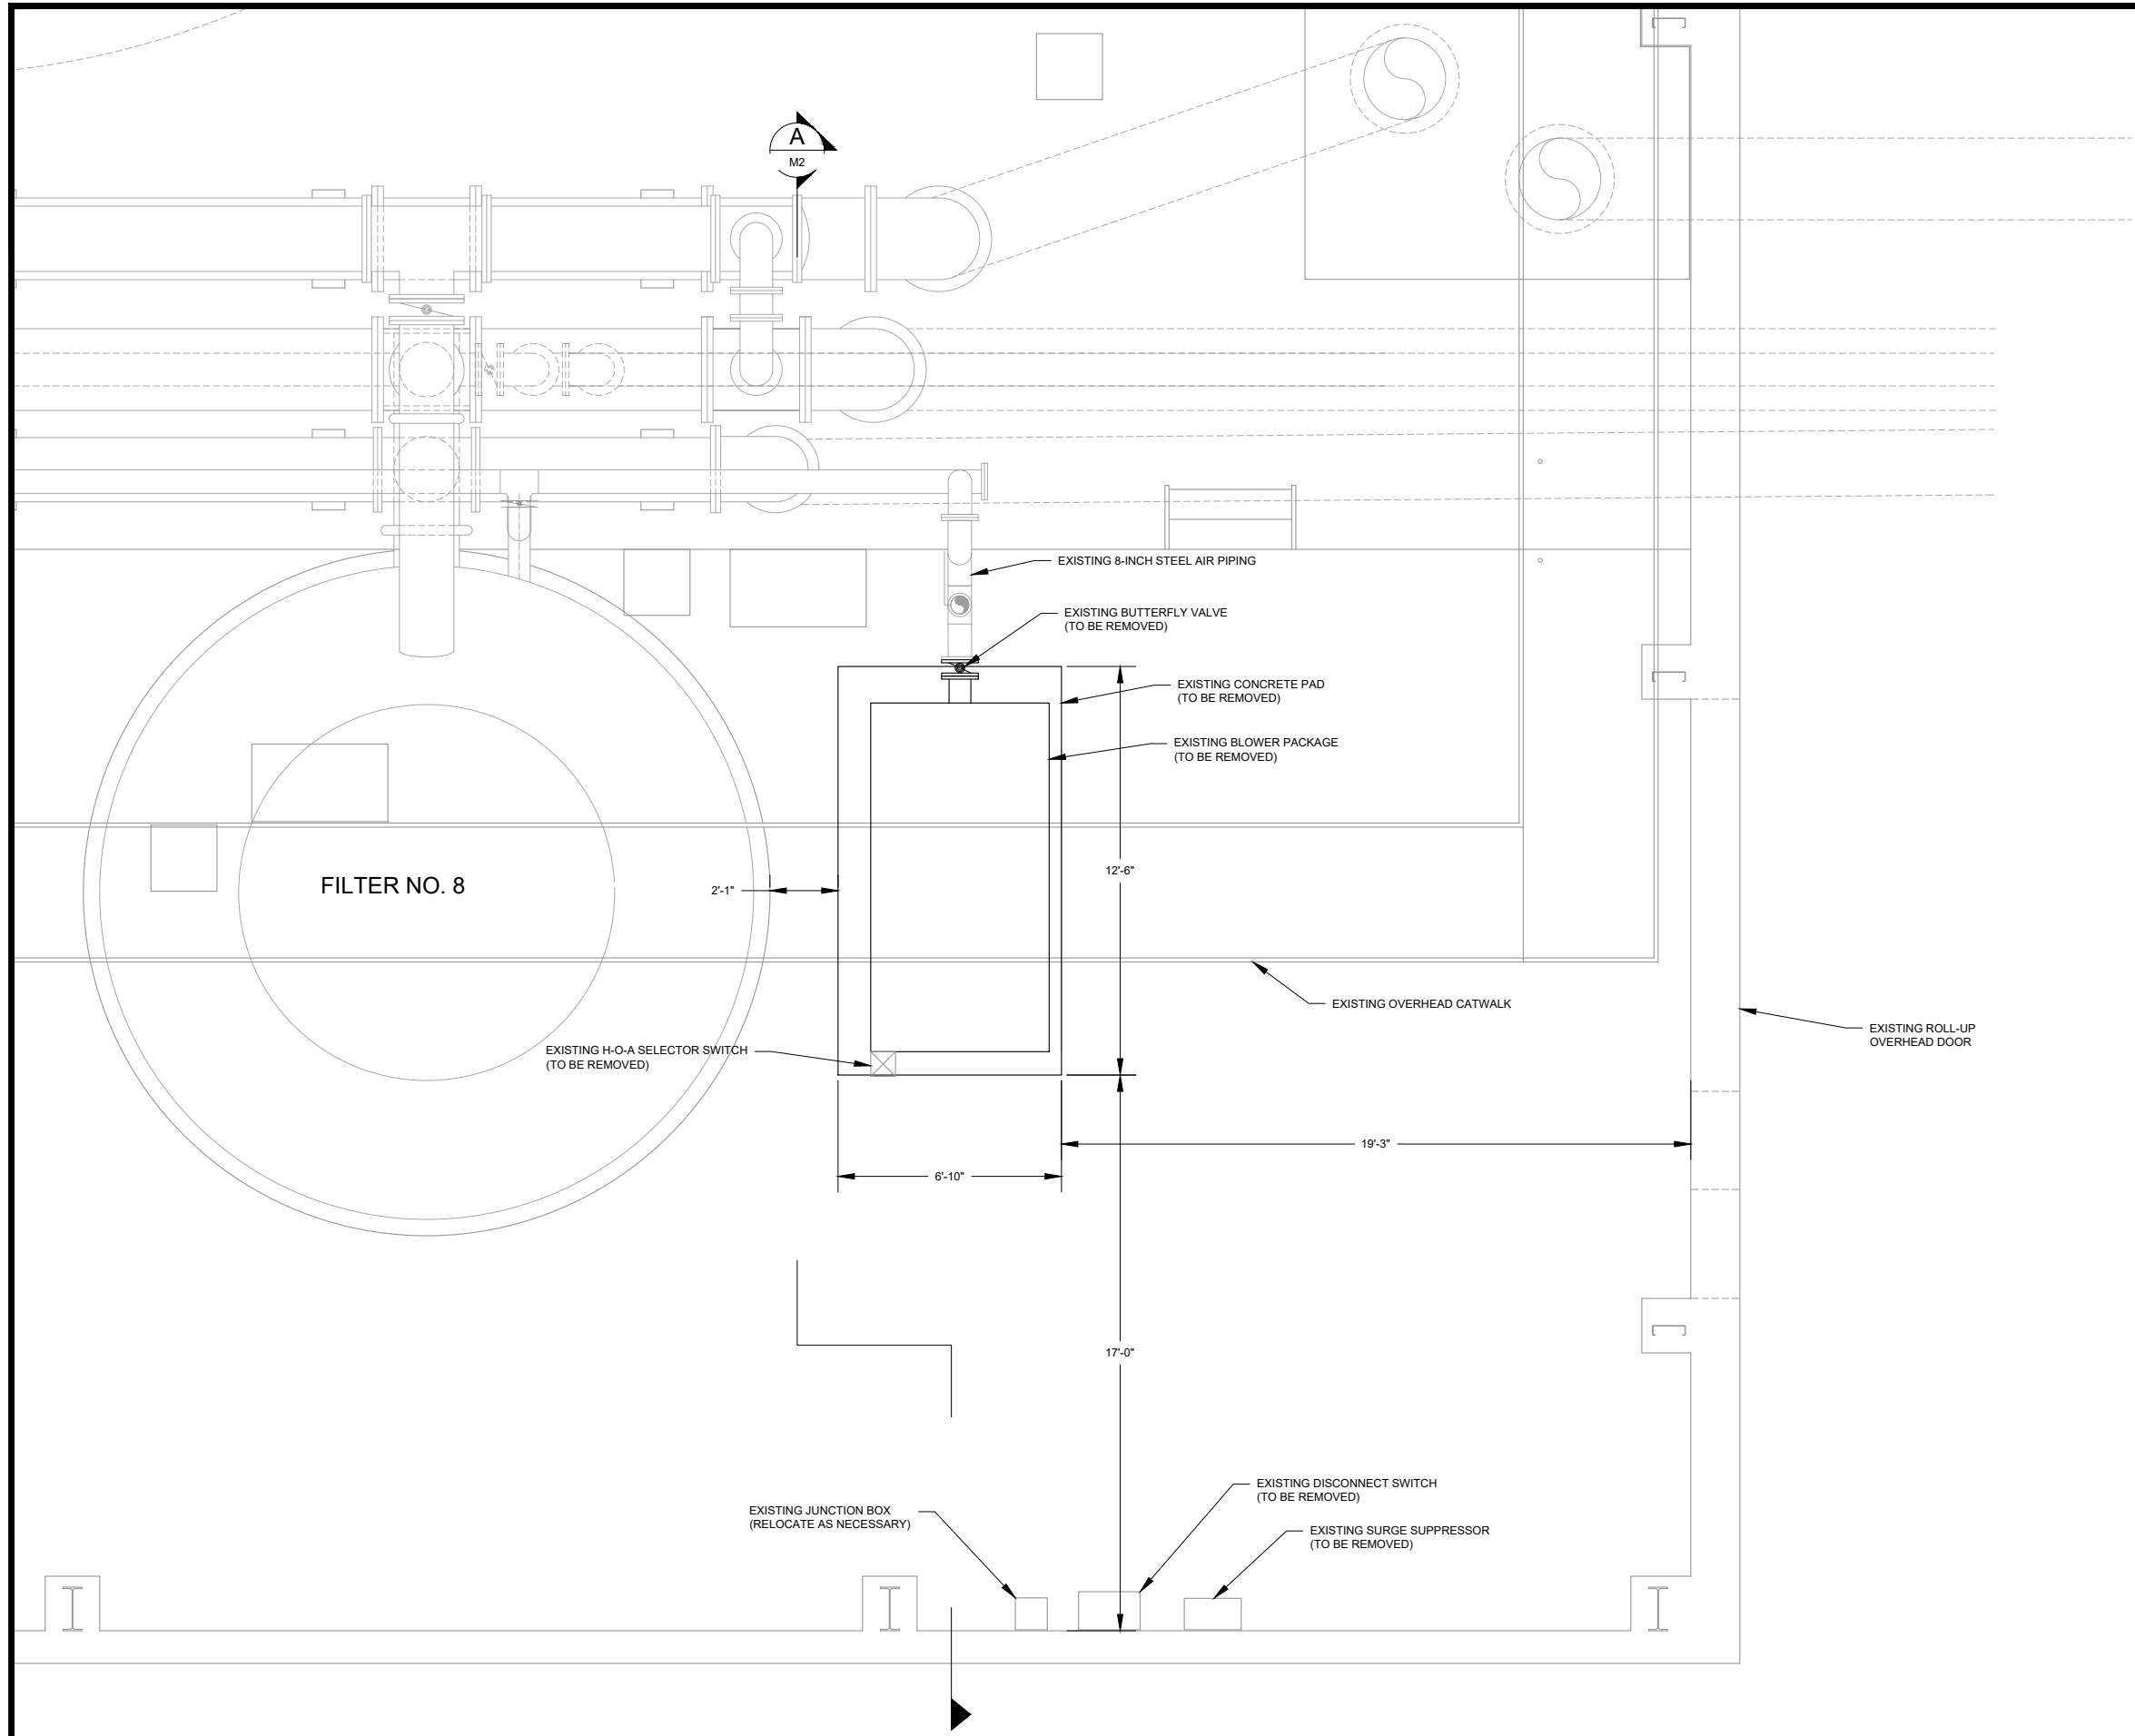 A
M2
EXISTING 8-INCH STEEL AIR PIPING
EXISTING BUTTERFLY VALVE
(TO BE REMOVED)
EXISTING CONCRETE PAD
(TO BE REMOVED)
EXISTING BLOWER PACKAGE
(TO BE REMOVED)
12'-6"
FILTER NO. 8
2'-1"
EXISTING OVERHEAD CATWALK
EXISTING ROLL-UP
OVERHEAD DOOR
EXISTING H-O-A SELECTOR SWITCH
(TO BE REMOVED)
19'-3"
6'-10"
17'-0"
EXISTING DISCONNECT SWITCH
(TO BE REMOVED)
EXISTING JUNCTION BOX
(RELOCATE AS NECESSARY)
EXISTING SURGE SUPPRESSOR
(TO BE REMOVED)